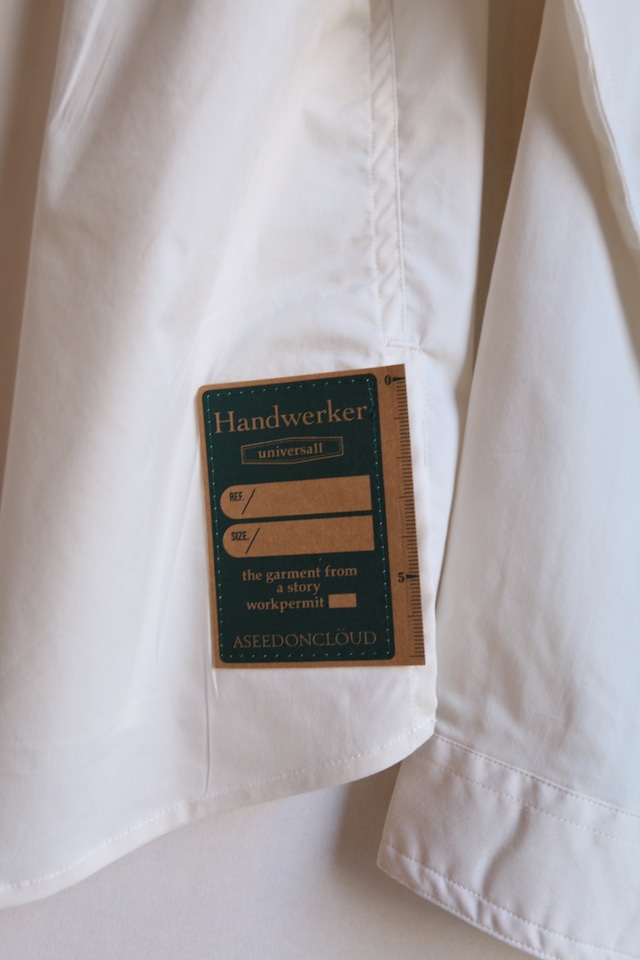 Handwerker
universall
REF.
SIZE.
the garment from
a story
workpermit
ASEEDONCLÖUD
0
5